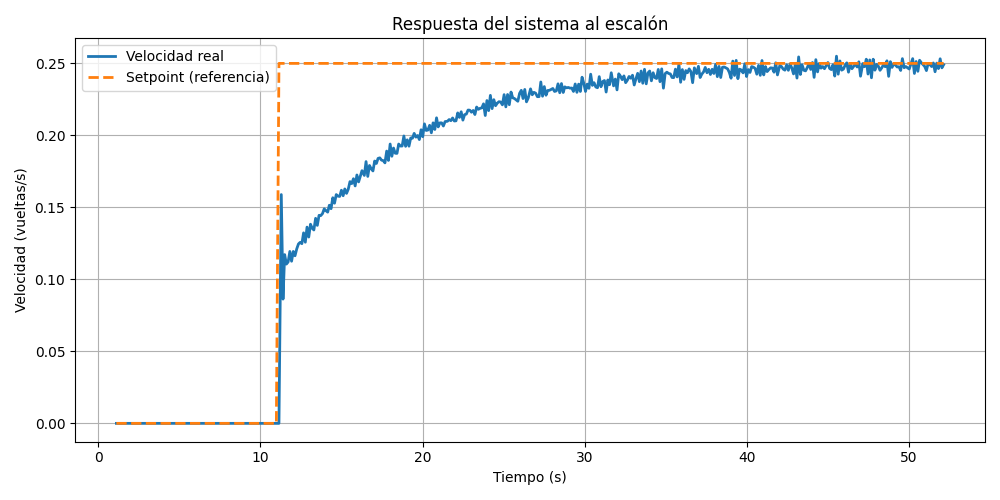 Respuesta del sistema al escalón
Velocidad real
Setpoint (referencia)
Velocidad (vueltas/s)
0.25
0.20
0.15
0.10
0.05
0.00
0 10 20 30 40 50
Tiempo (s)